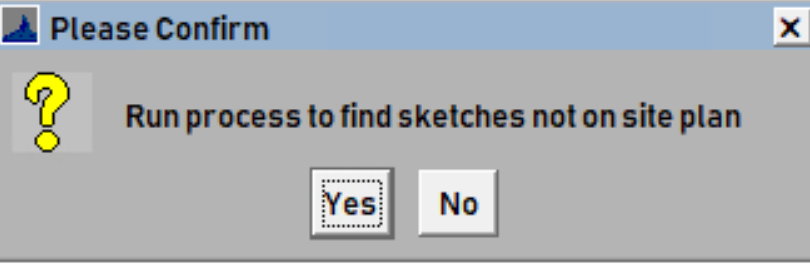 Please Confirm
Run process to find sketches not on site plan
Yes No